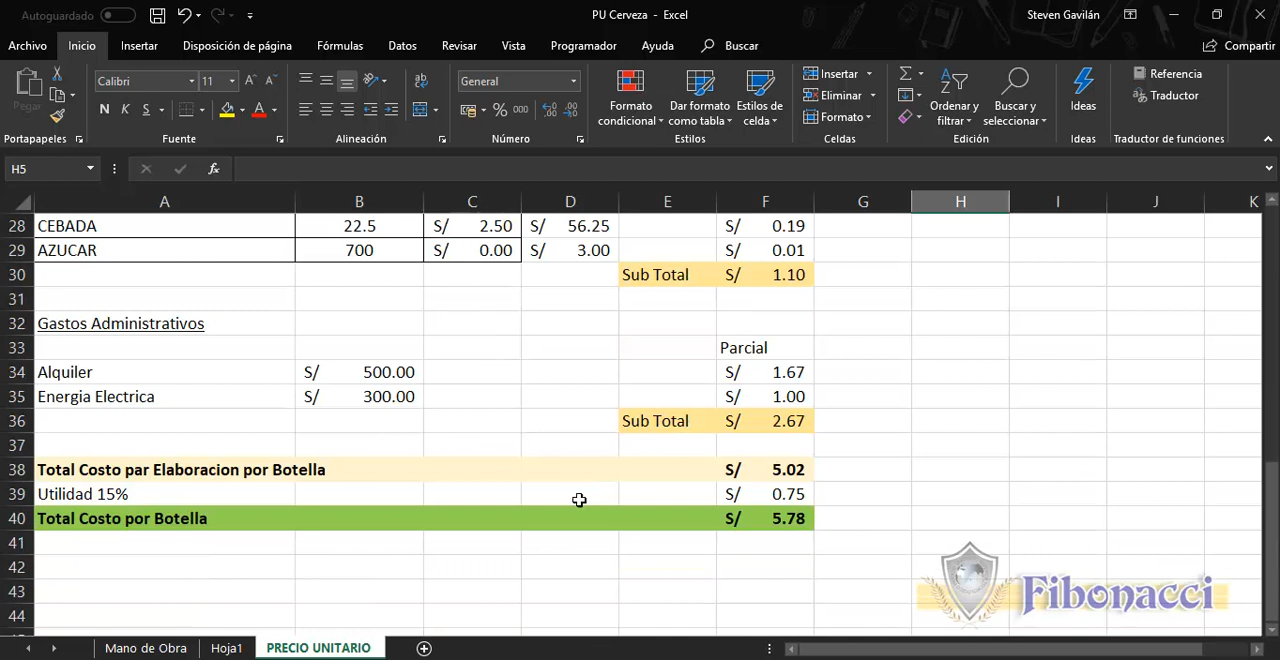 Autoguardado
PU Cerveza - Excel
Steven Gavilán
Archivo Inicio Insertar Disposición de página Fórmulas Datos Revisar Vista Programador Ayuda Buscar Compartir
Pegar
Calibri 11
N K S
General
% 000
Formato condicional
Dar formato como tabla
Estilos de celda
Insertar
Eliminar
Formato
Ordenar y filtrar
Buscar y seleccionar
Ideas
Referencia
Traductor
Portapapeles Fuente Alineación Número Estilos Celdas Edición Ideas Traductor de funciones
H5 fx
A B C D E F G H I J K
28 CEBADA 22.5 S/ 2.50 S/ 56.25 S/ 0.19
29 AZUCAR 700 S/ 0.00 S/ 3.00 S/ 0.01
30 Sub Total S/ 1.10
31
32 Gastos Administrativos
33 Parcial
34 Alquiler S/ 500.00 S/ 1.67
35 Energia Electrica S/ 300.00 S/ 1.00
36 Sub Total S/ 2.67
37
38 Total Costo par Elaboracion por Botella S/ 5.02
39 Utilidad 15% S/ 0.75
40 Total Costo por Botella S/ 5.78
41
42
43
44
Fibonacci
Mano de Obra Hoja1 PRECIO UNITARIO